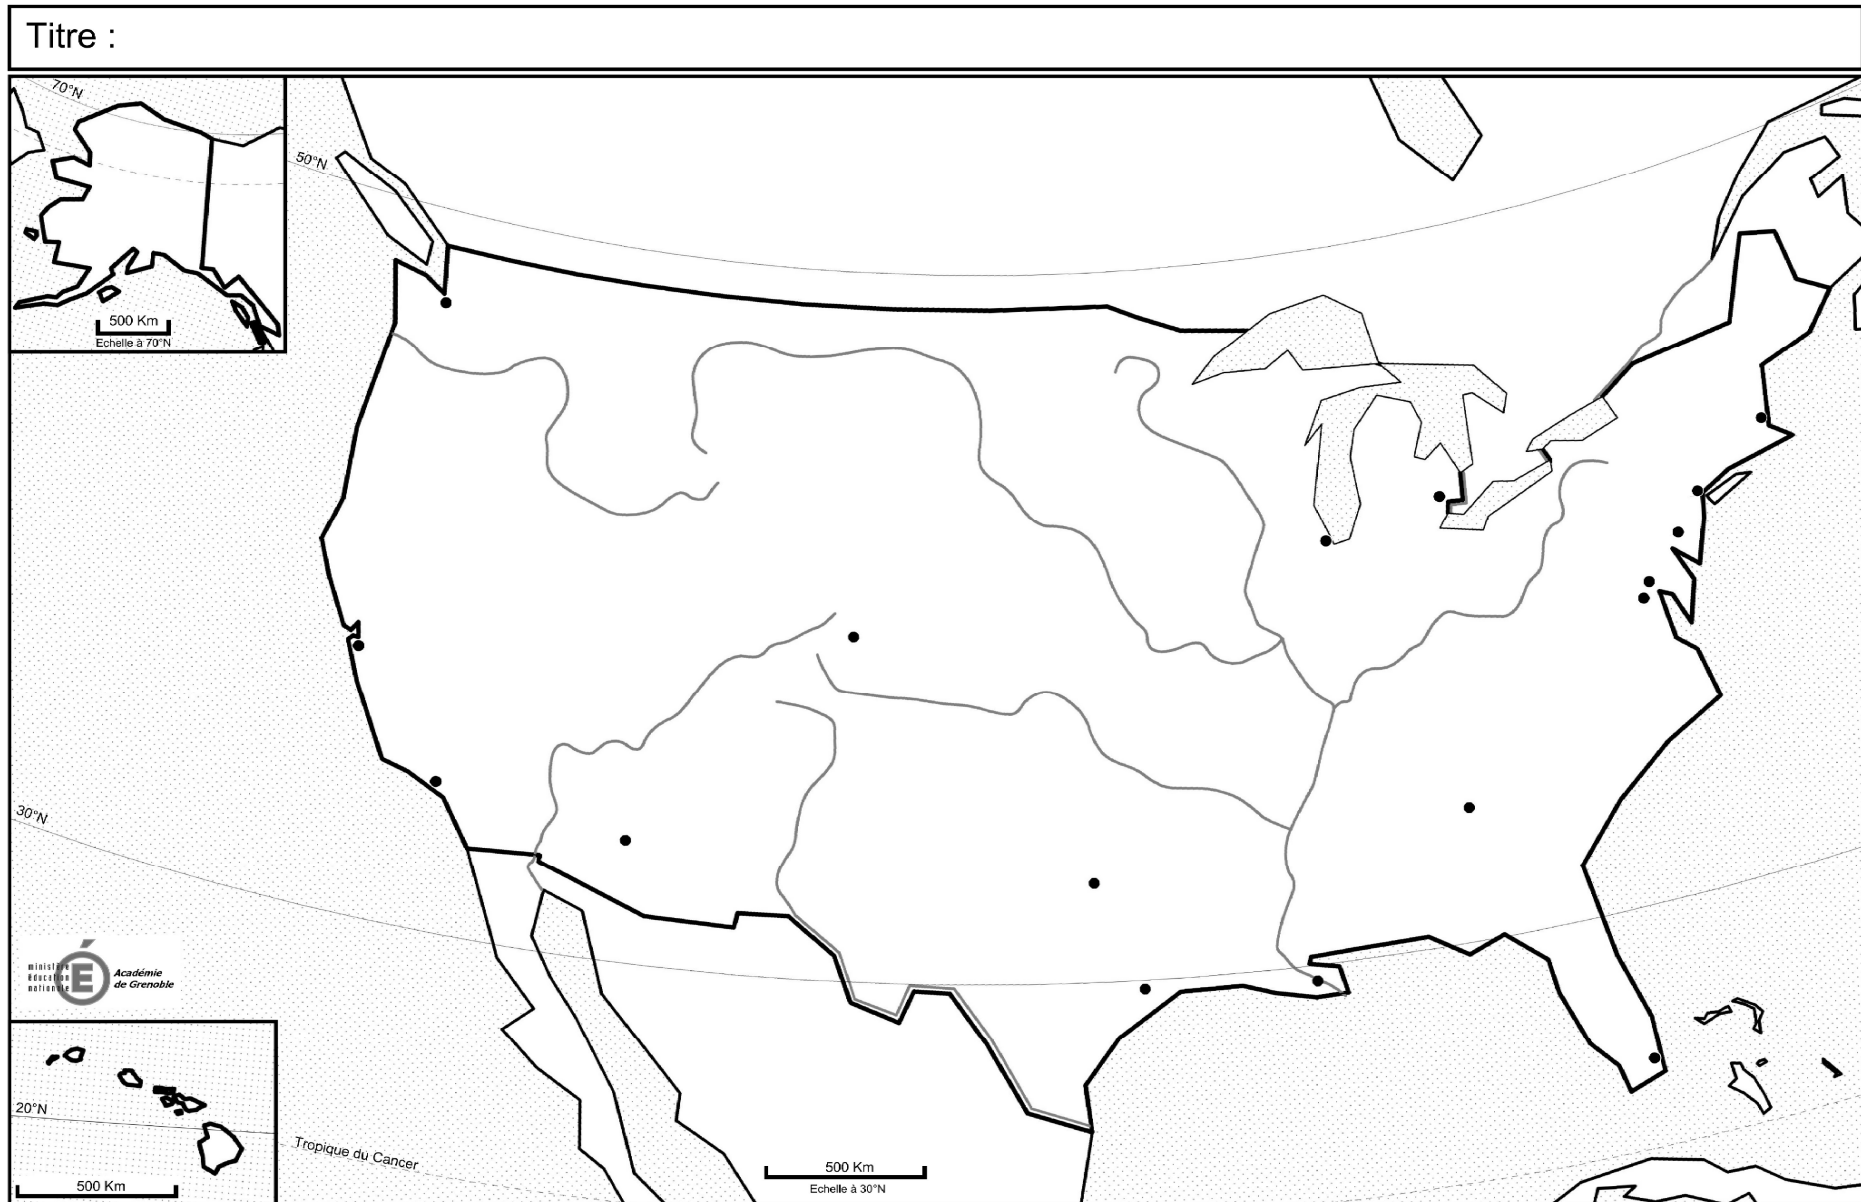 Titre :
70°N
50°N
500 Km
Echelle à 70°N
30°N
ministère
éducation
nationale
É
Académie
de Grenoble
20°N
500 Km
Tropique du Cancer
500 Km
Echelle à 30°N